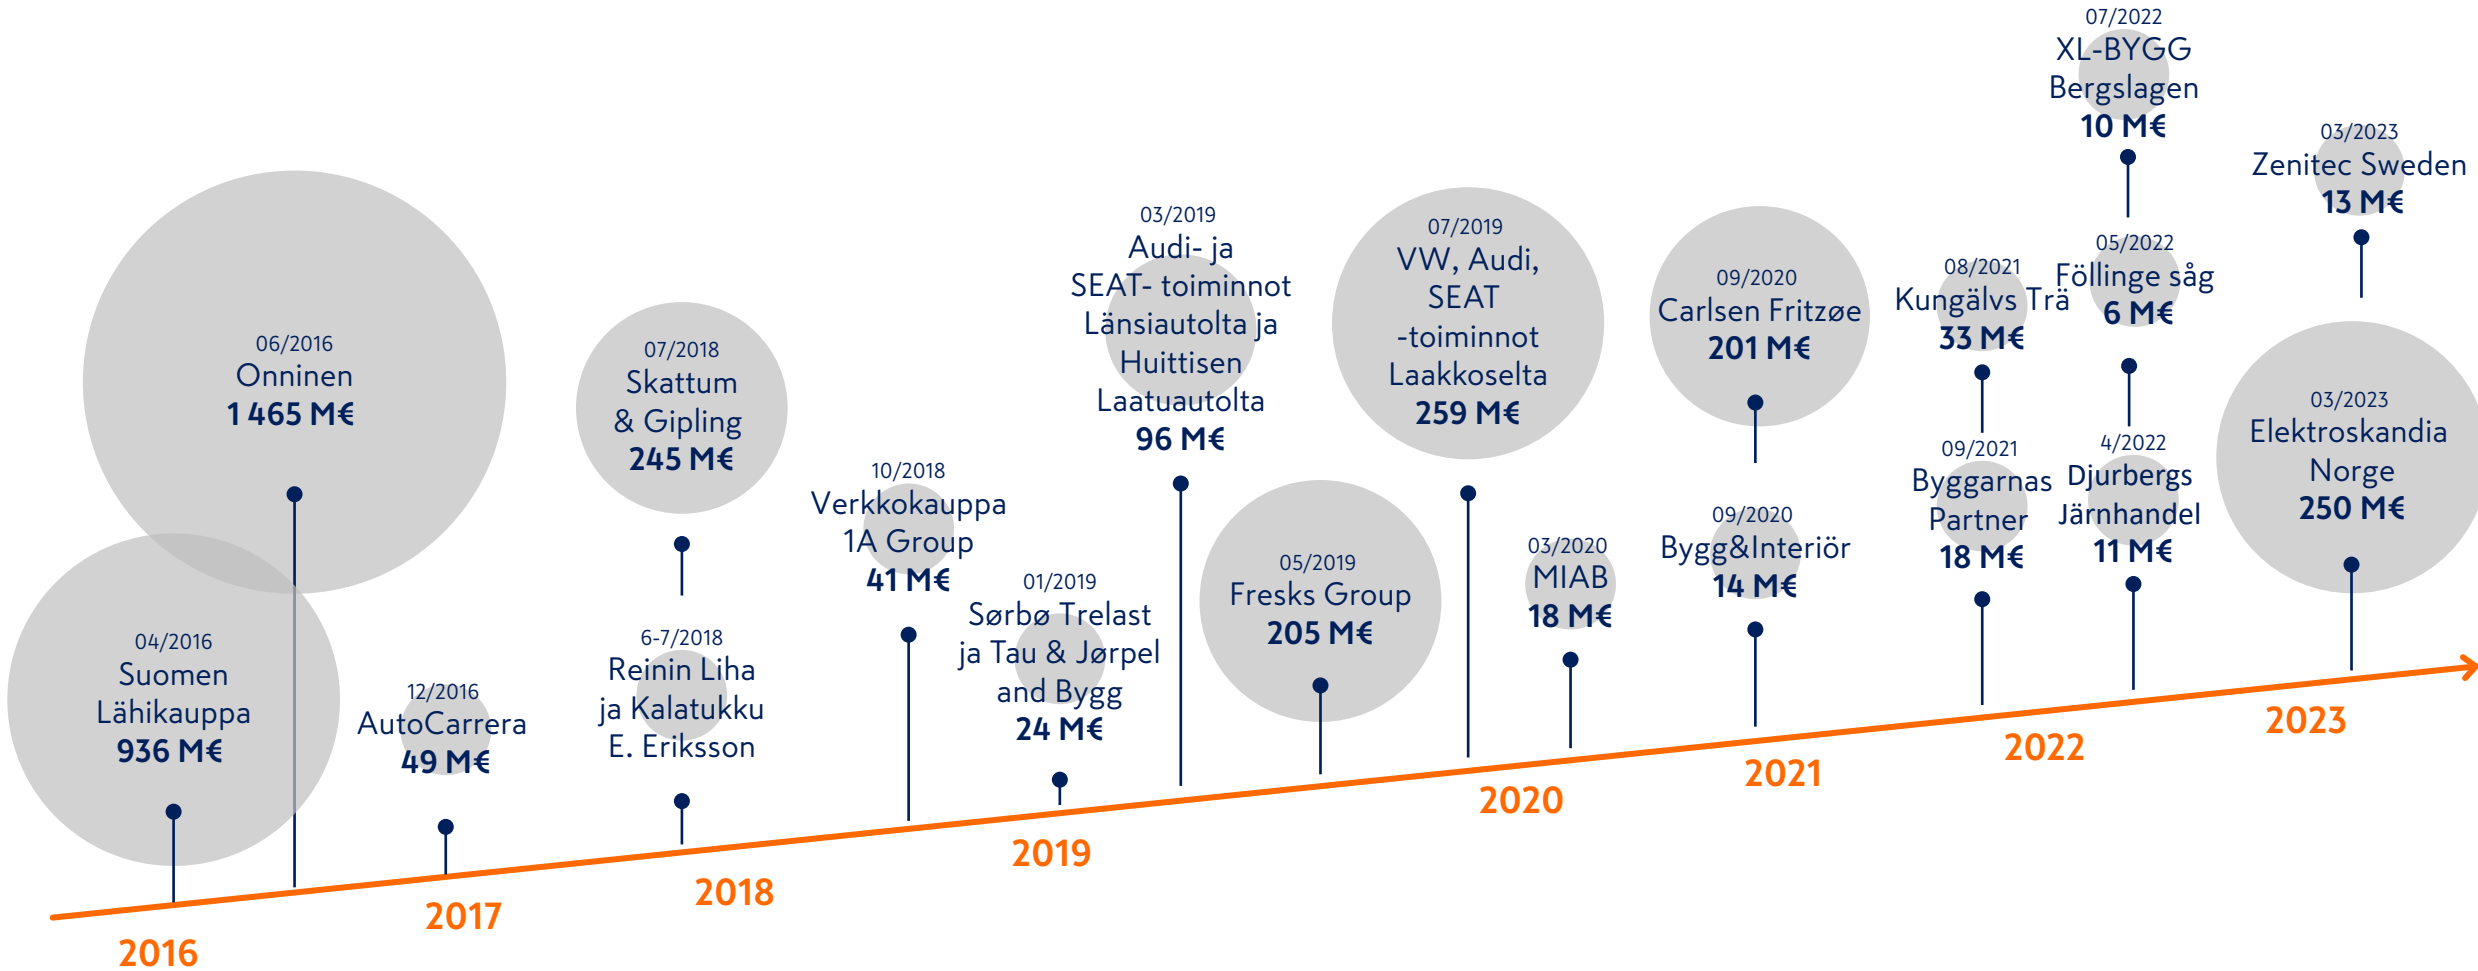 04/2016
Suomen
Lähikauppa
936 M€
06/2016
Onninen
1 465 M€
12/2016
AutoCarrera
49 M€
07/2018
Skattum
& Gipling
245 M€
6-7/2018
Reinin Liha
ja Kalatukku
E. Eriksson
10/2018
Verkkokauppa
1A Group
41 M€
01/2019
Sørbø Trelast
ja Tau & Jørpel
and Bygg
24 M€
03/2019
Audi- ja
SEAT- toiminnot
Länsiautolta ja
Huittisen
Laatuautolta
96 M€
05/2019
Fresks Group
205 M€
07/2019
VW, Audi,
SEAT
-toiminnot
Laakkoselta
259 M€
03/2020
MIAB
18 M€
09/2020
Carlsen Fritzøe
201 M€
09/2020
Bygg&Interiör
14 M€
08/2021
Kungälvs Trä
33 M€
09/2021
Byggarnas
Partner
18 M€
07/2022
XL-BYGG
Bergslagen
10 M€
05/2022
Föllinge såg
6 M€
4/2022
Djurbergs
Järnhandel
11 M€
03/2023
Zenitec Sweden
13 M€
03/2023
Elektroskandia
Norge
250 M€
2016
2017
2018
2019
2020
2021
2022
2023